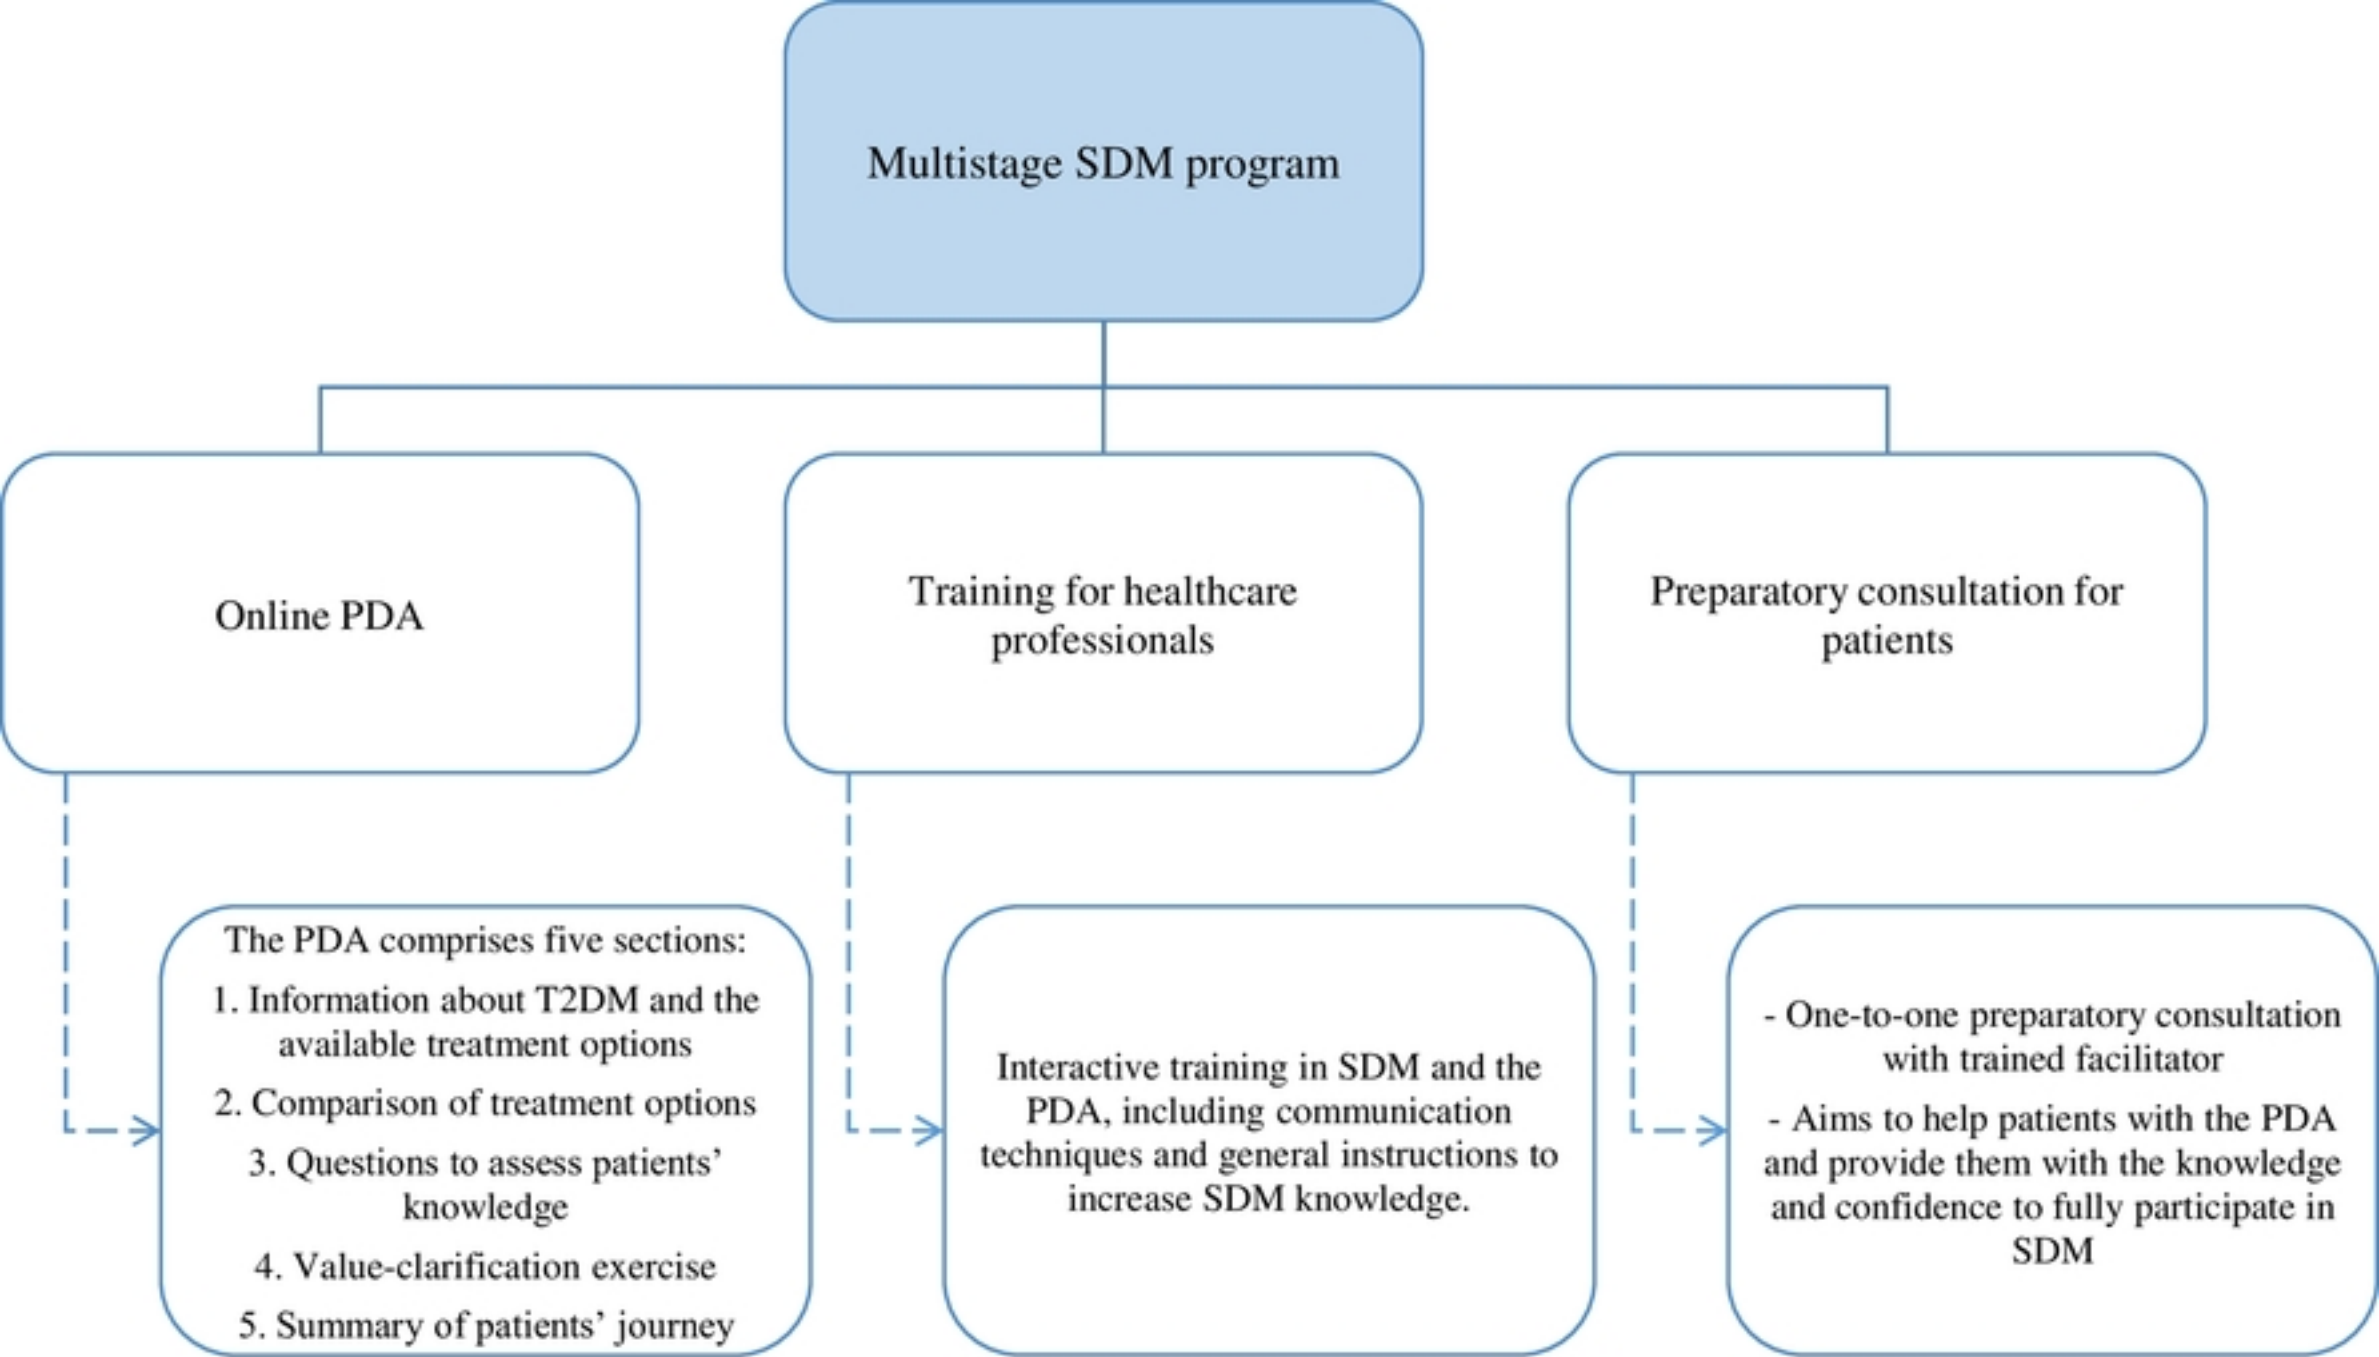 Multistage SDM program
Online PDA
Training for healthcare
professionals
Preparatory consultation for
patients
The PDA comprises five sections:
1. Information about T2DM and the
available treatment options
2. Comparison of treatment options
3. Questions to assess patients’
knowledge
4. Value-clarification exercise
5. Summary of patients’ journey
Interactive training in SDM and the
PDA, including communication
techniques and general instructions to
increase SDM knowledge.
- One-to-one preparatory consultation
with trained facilitator
- Aims to help patients with the PDA
and provide them with the knowledge
and confidence to fully participate in
SDM